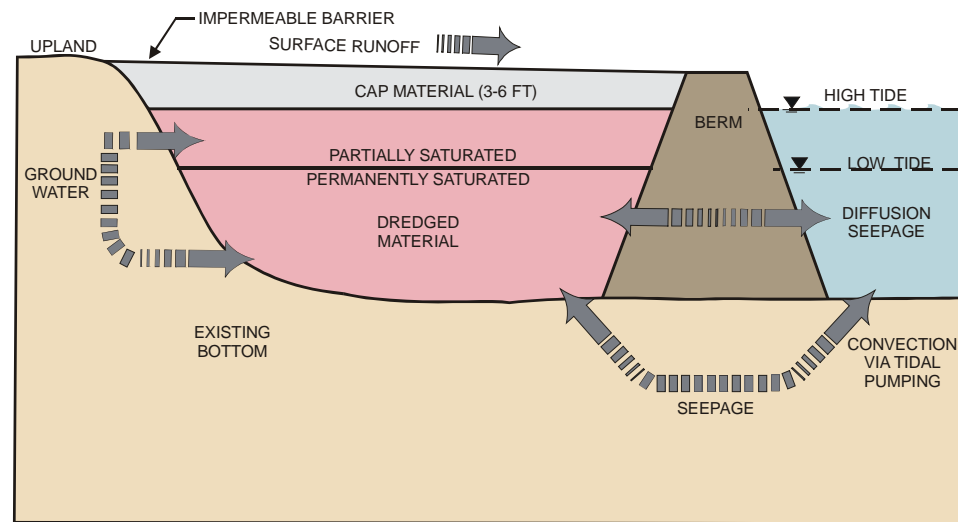 IMPERMEABLE BARRIER
UPLAND
SURFACE RUNOFF
CAP MATERIAL (3-6 FT)
HIGH TIDE
BERM
PARTIALLY SATURATED
LOW TIDE
GROUND
WATER
PERMANENTLY SATURATED
DREDGED
MATERIAL
DIFFUSION
SEEPAGE
EXISTING
BOTTOM
CONVECTION
VIA TIDAL
PUMPING
SEEPAGE